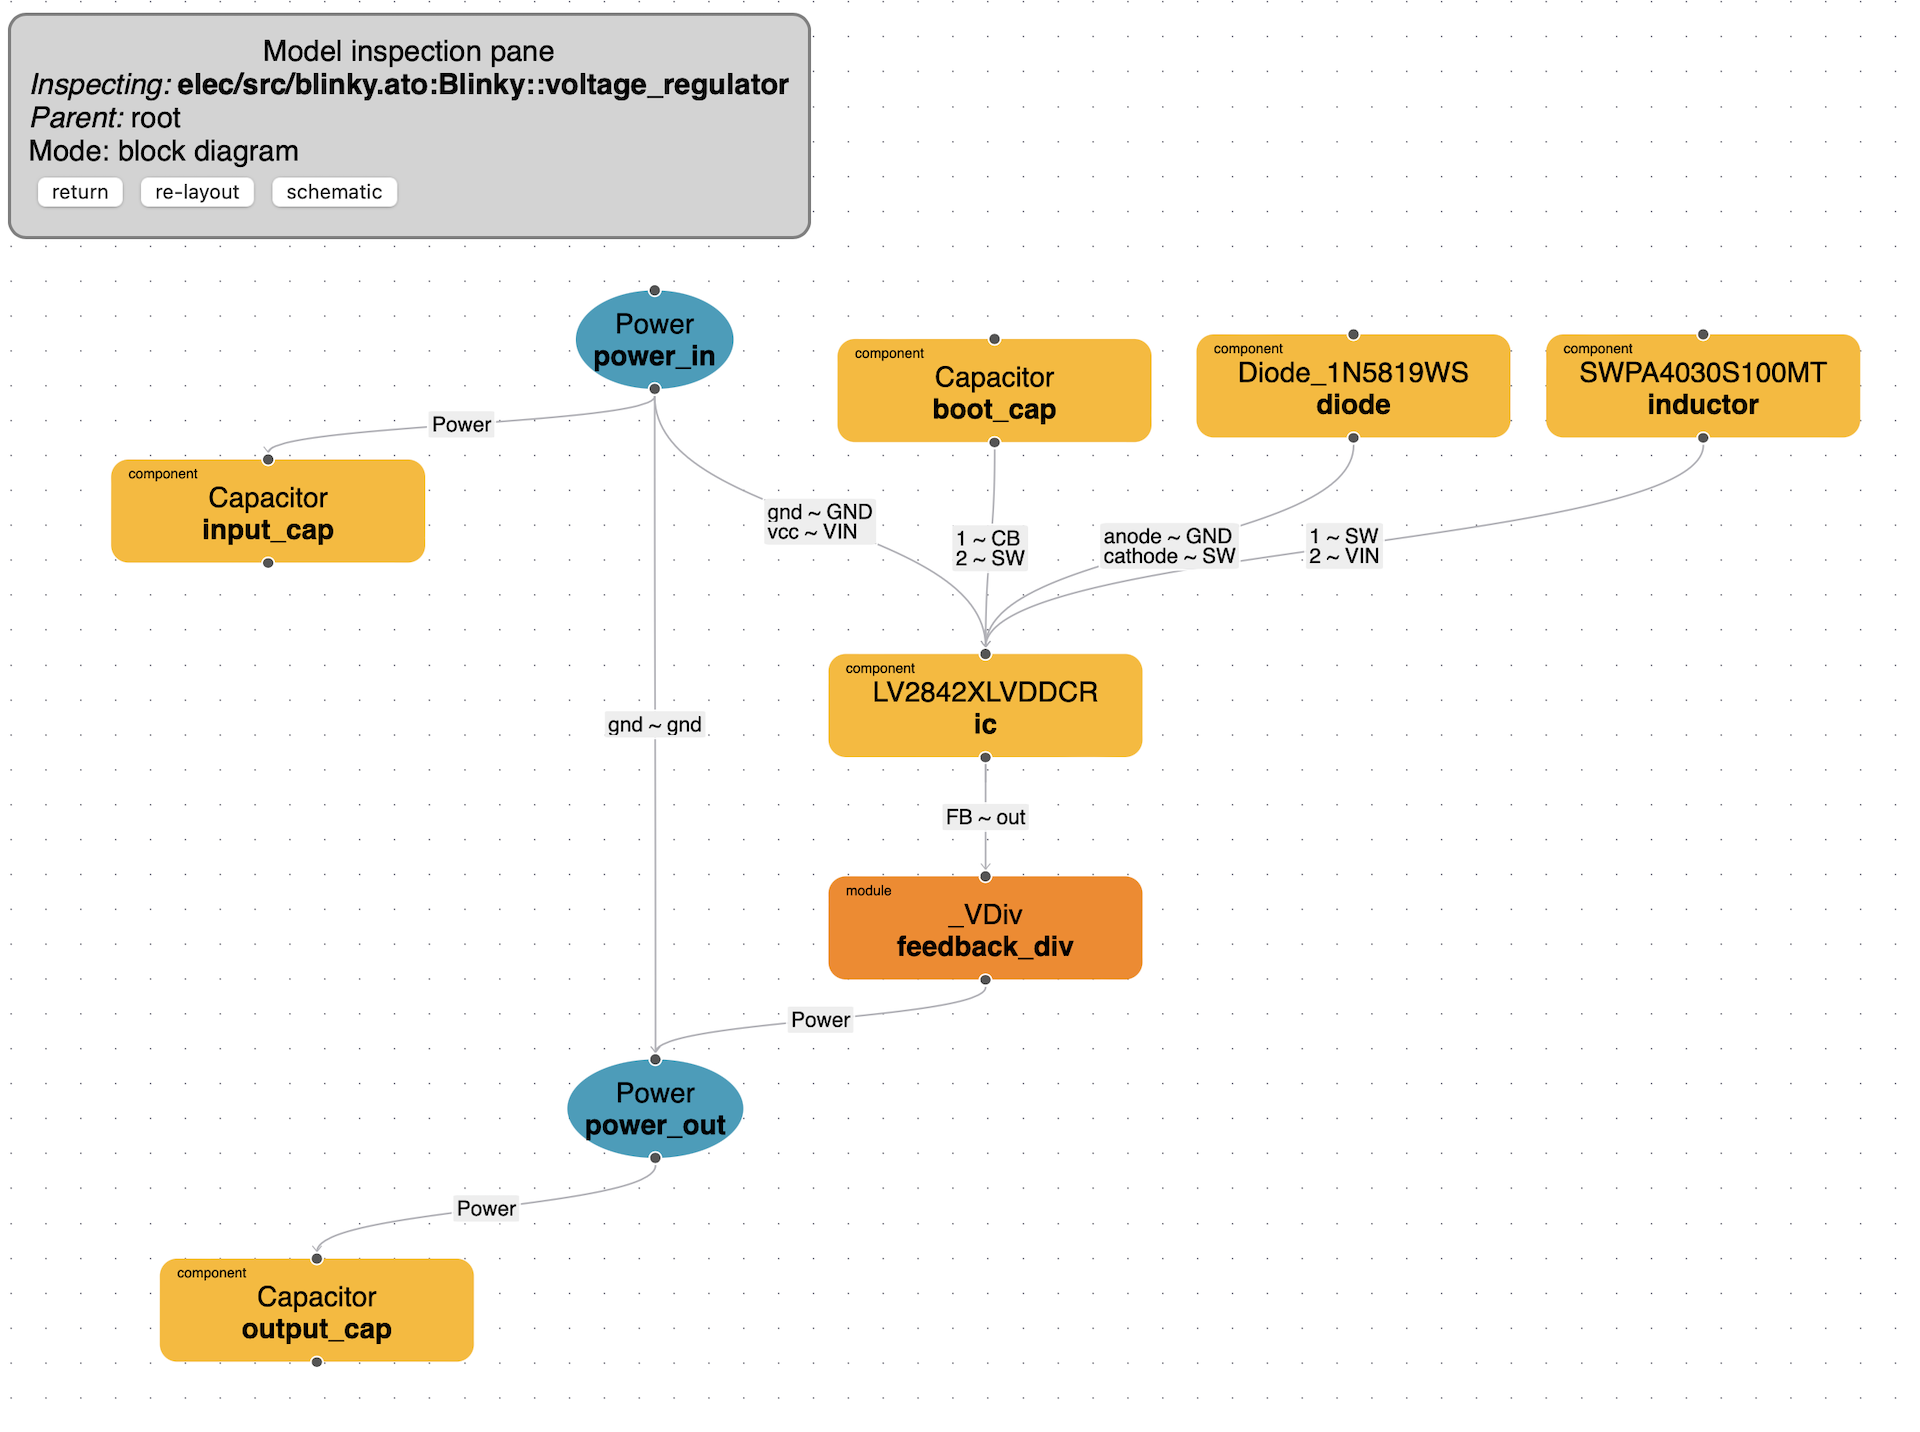 Model inspection pane
Inspecting: elec/src/blinky.ato:Blinky::voltage_regulator
Parent: root
Mode: block diagram
return re-layout schematic
Power
power_in
component
Capacitor
boot_cap
component
Diode_1N5819WS
diode
component
SWPA4030S100MT
inductor
Power
component
Capacitor
input_cap
gnd ~ GND
vcc ~ VIN
1 ~ CB
2 ~ SW
anode ~ GND
cathode ~ SW
1 ~ SW
2 ~ VIN
component
LV2842XLVDDCR
ic
gnd ~ gnd
FB ~ out
module
_VDiv
feedback_div
Power
Power
power_out
Power
component
Capacitor
output_cap